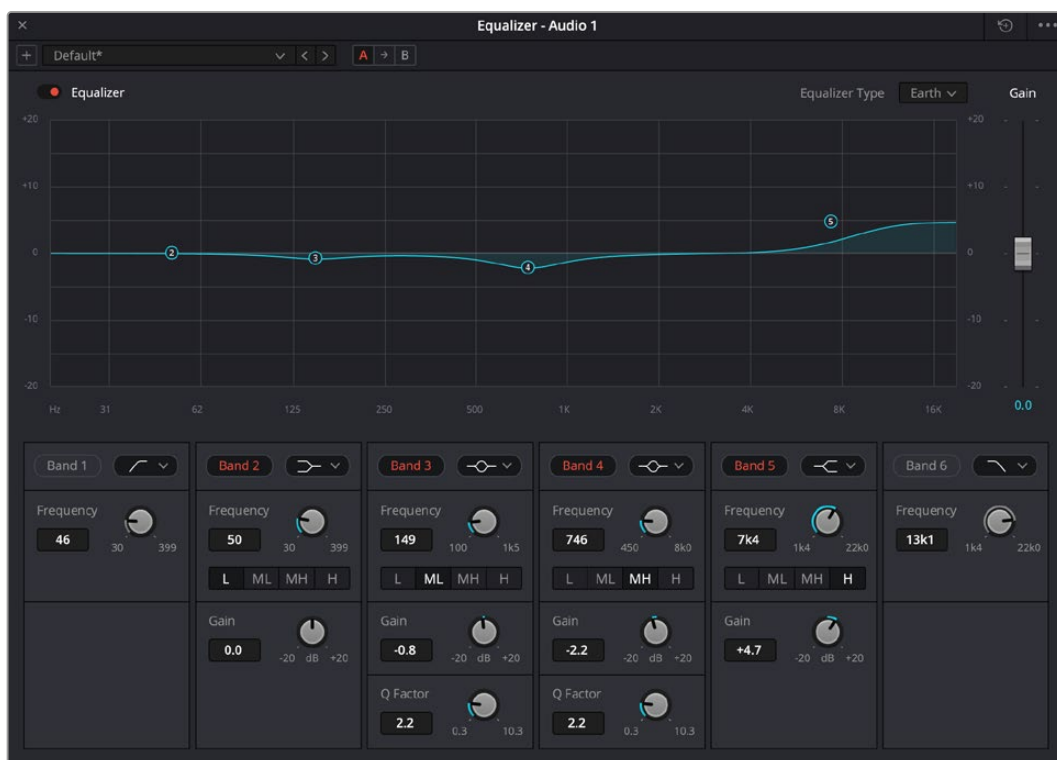 Equalizer - Audio 1
Default*
A B
Equalizer
Equalizer Type Earth Gain
+20 +20
+10 +10
0 0
-10 -10
-20 -20
2 3 4 5
Hz 31 62 125 250 500 1K 2K 4K 8K 16K 0.0
Band 1 Band 2 Band 3 Band 4 Band 5 Band 6
Frequency Frequency Frequency Frequency Frequency Frequency
46 30 399 50 30 399 149 100 1k5 746 450 8k0 7k4 1k4 22k0 13k1 1k4 22k0
L ML MH H L ML MH H L ML MH H L ML MH H
Gain Gain Gain Gain
0.0 -20 dB +20 -0.8 -20 dB +20 -2.2 -20 dB +20 +4.7 -20 dB +20
Q Factor Q Factor
2.2 0.3 10.3 2.2 0.3 10.3